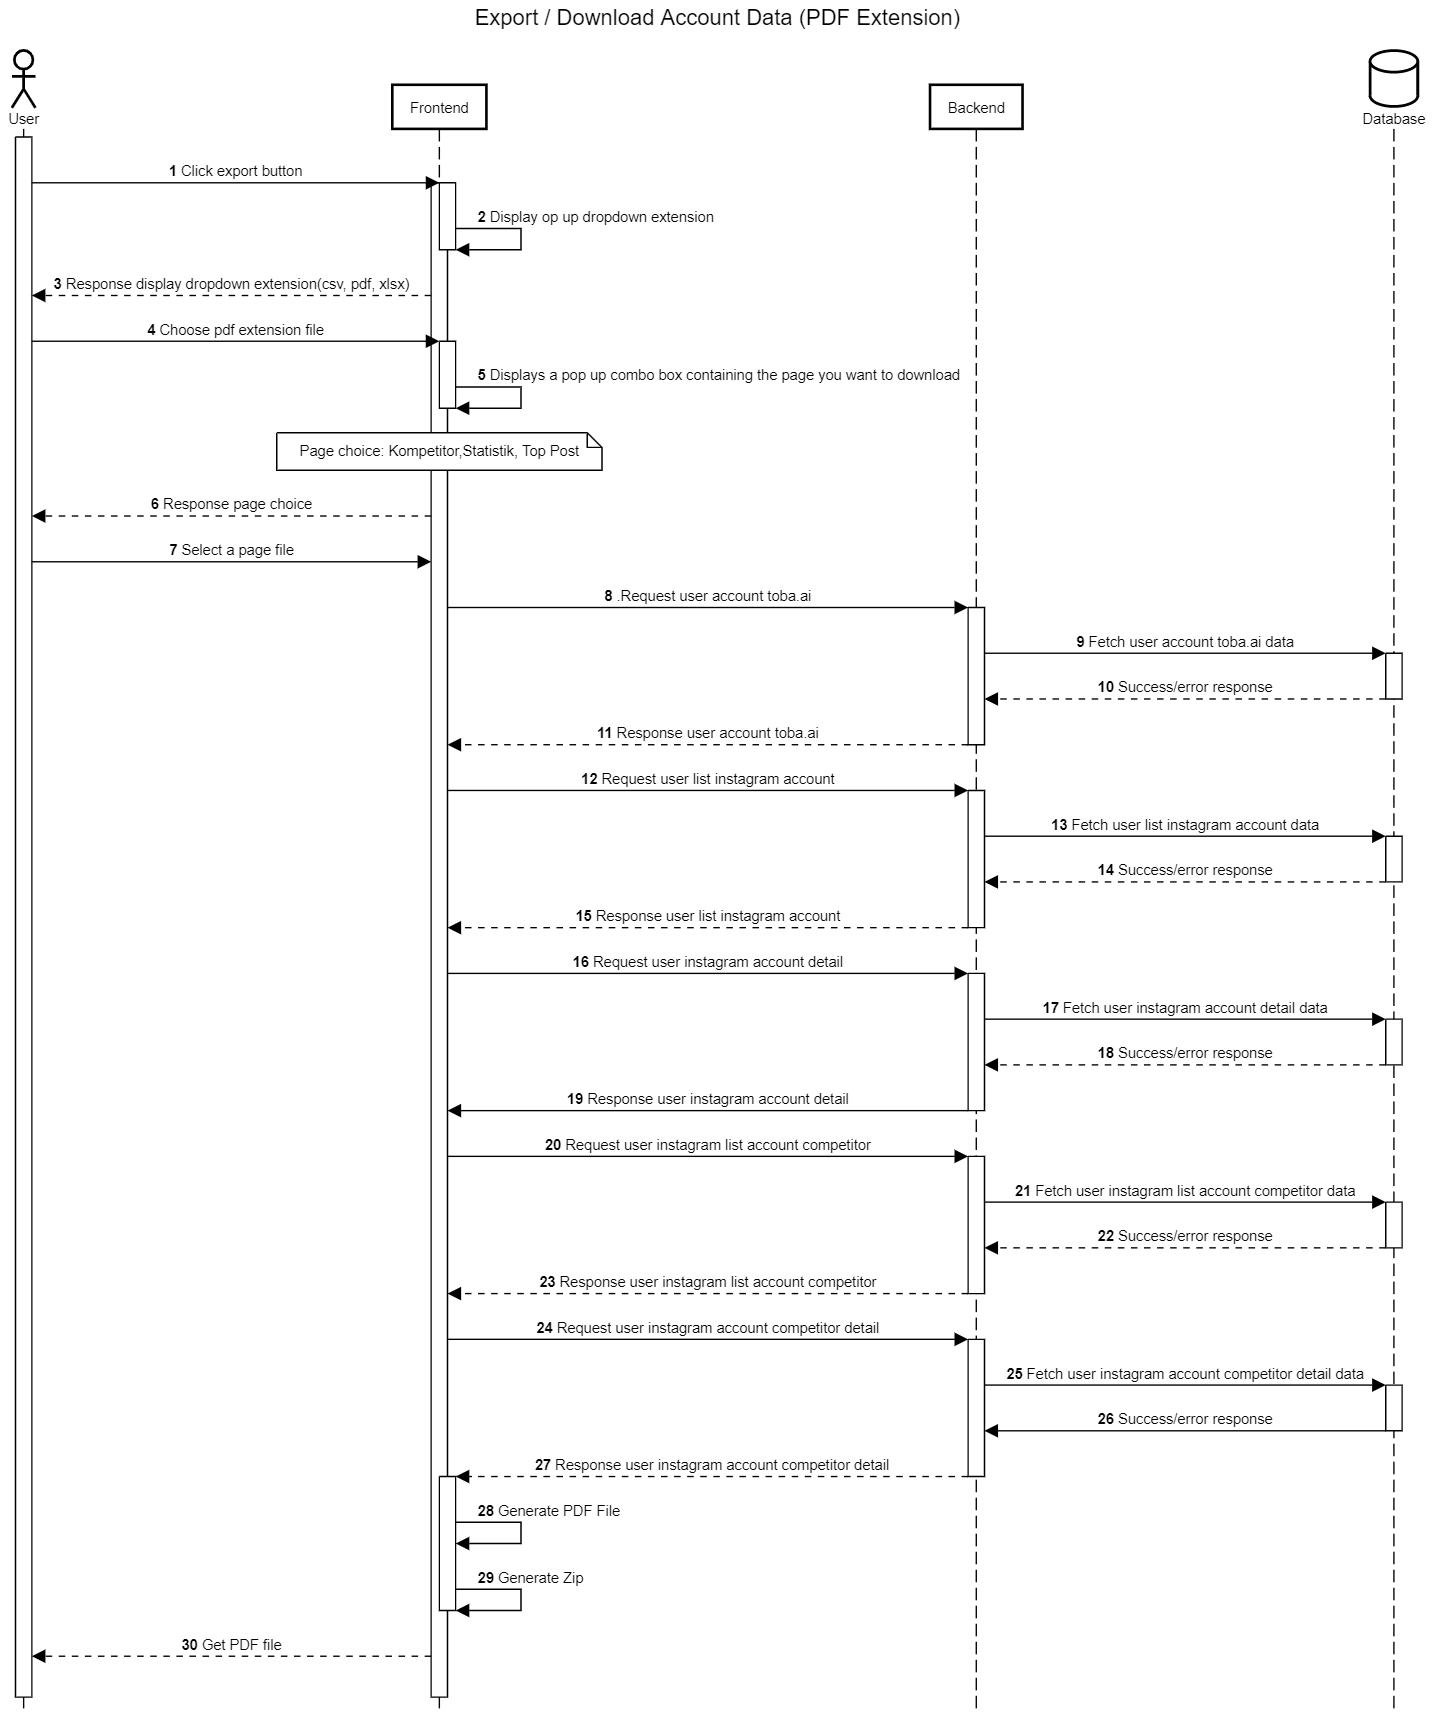 Export / Download Account Data (PDF Extension)
User
Frontend
Backend
Database
1 Click export button
2 Display op up dropdown extension
3 Response display dropdown extension(csv, pdf, xlsx)
4 Choose pdf extension file
5 Displays a pop up combo box containing the page you want to download
Page choice: Kompetitor,Statistik, Top Post
6 Response page choice
7 Select a page file
8 .Request user account toba.ai
9 Fetch user account toba.ai data
10 Success/error response
11 Response user account toba.ai
12 Request user list instagram account
13 Fetch user list instagram account data
14 Success/error response
15 Response user list instagram account
16 Request user instagram account detail
17 Fetch user instagram account detail data
18 Success/error response
19 Response user instagram account detail
20 Request user instagram list account competitor
21 Fetch user instagram list account competitor data
22 Success/error response
23 Response user instagram list account competitor
24 Request user instagram account competitor detail
25 Fetch user instagram account competitor detail data
26 Success/error response
27 Response user instagram account competitor detail
28 Generate PDF File
29 Generate Zip
30 Get PDF file